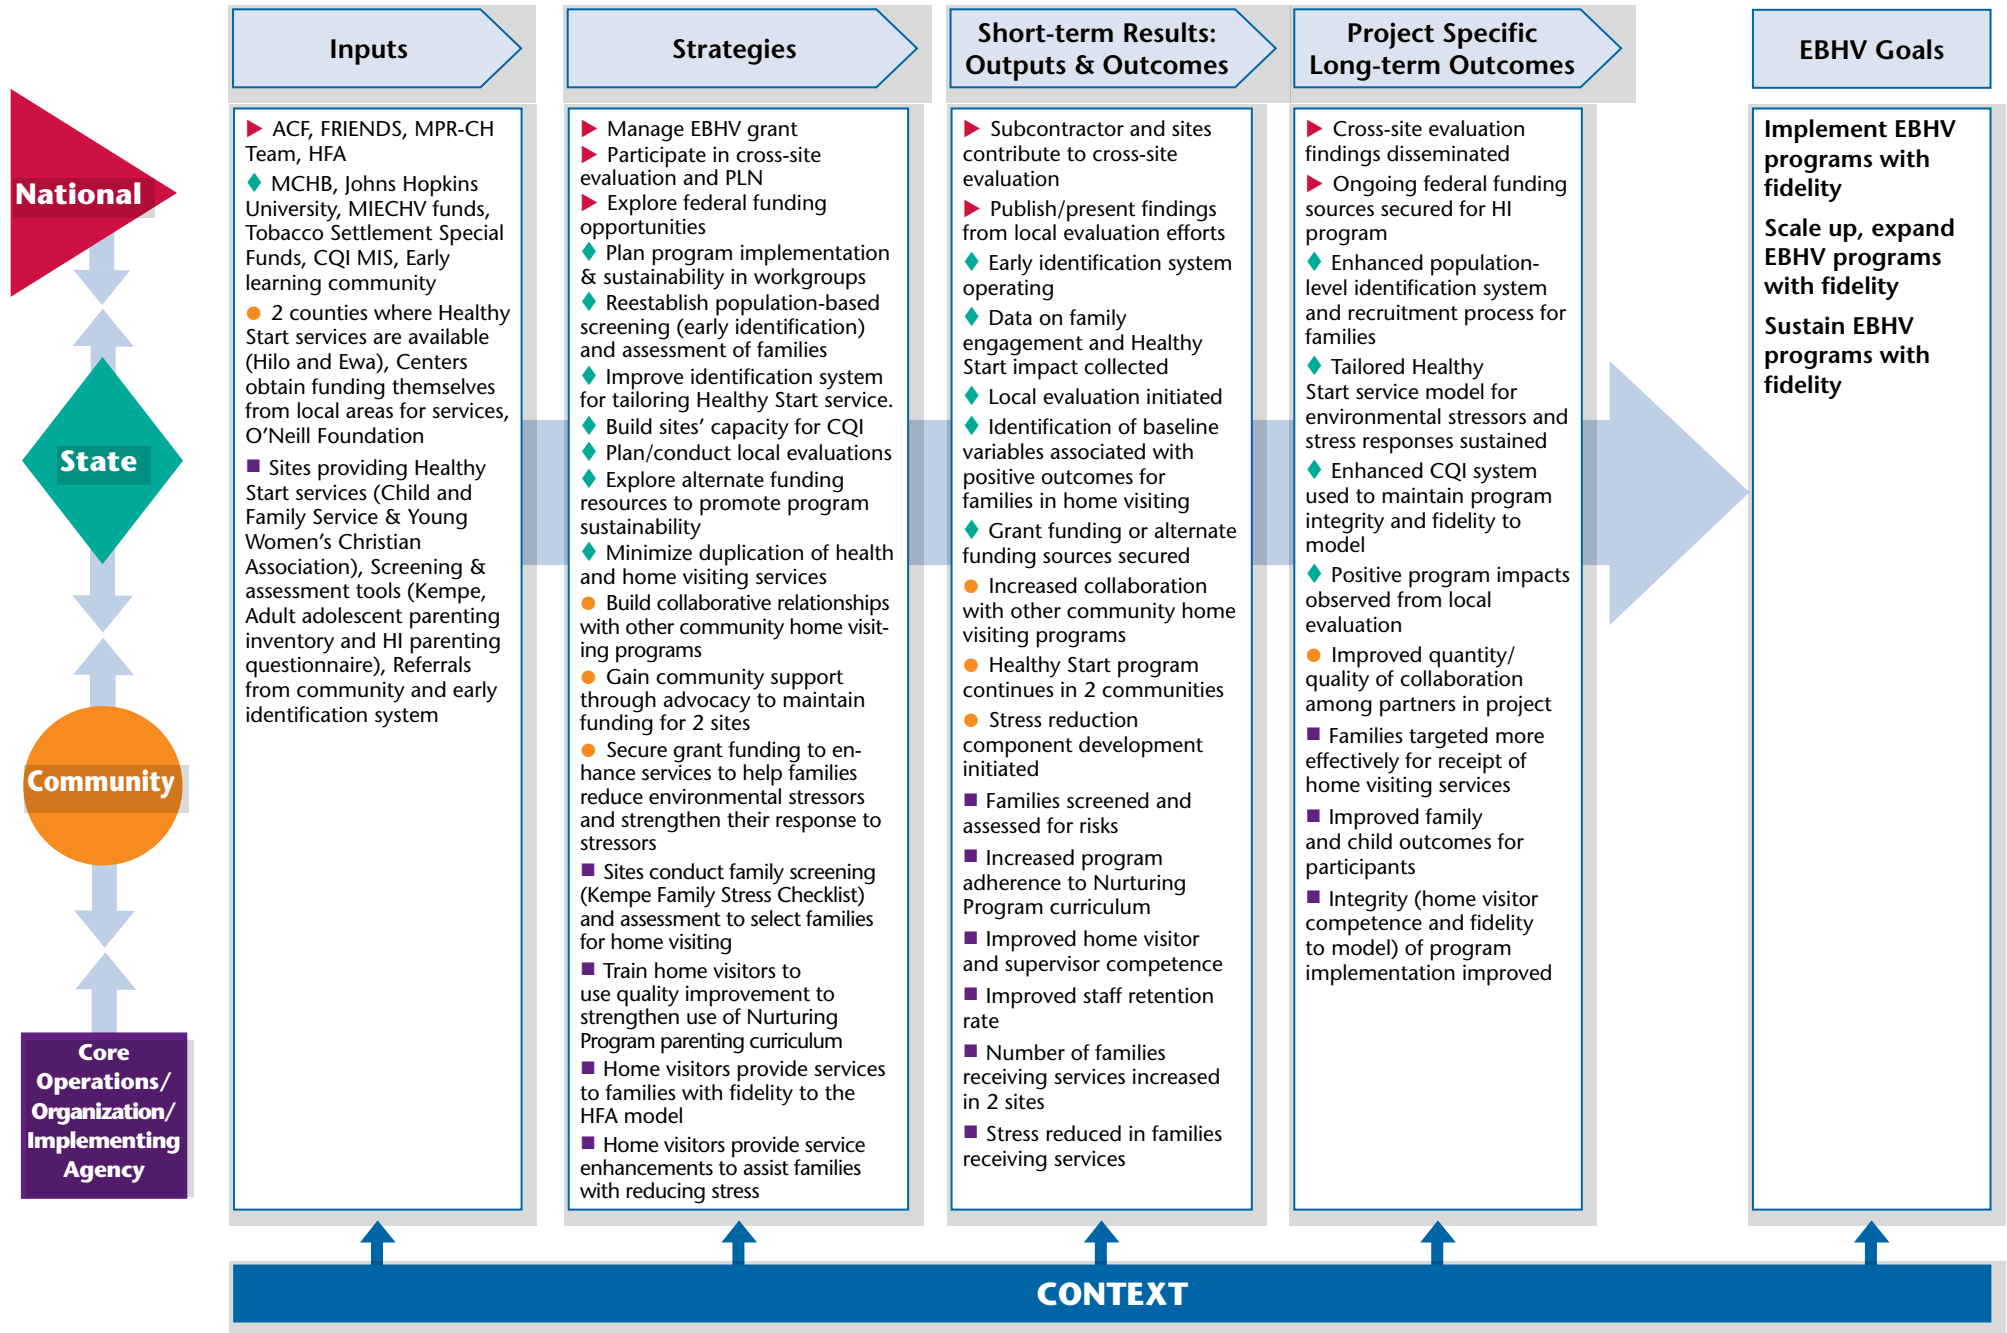 Inputs
Strategies
Short-term Results:
Outputs & Outcomes
Project Specific
Long-term Outcomes
EBHV Goals
National
State
Community
Core
Operations/
Organization/
Implementing
Agency
ACF, FRIENDS, MPR-CH
Team, HFA
MCHB, Johns Hopkins
University, MIECHV funds,
Tobacco Settlement Special
Funds, CQI MIS, Early
learning community
2 counties where Healthy
Start services are available
(Hilo and Ewa), Centers
obtain funding themselves
from local areas for services,
O’Neill Foundation
Sites providing Healthy
Start services (Child and
Family Service & Young
Women’s Christian
Association), Screening &
assessment tools (Kempe,
Adult adolescent parenting
inventory and HI parenting
questionnaire), Referrals
from community and early
identification system
Manage EBHV grant
Participate in cross-site
evaluation and PLN
Explore federal funding
opportunities
Plan program implementation
& sustainability in workgroups
Reestablish population-based
screening (early identification)
and assessment of families
Improve identification system
for tailoring Healthy Start service.
Build sites’ capacity for CQI
Plan/conduct local evaluations
Explore alternate funding
resources to promote program
sustainability
Minimize duplication of health
and home visiting services
Build collaborative relationships
with other community home visit-
ing programs
Gain community support
through advocacy to maintain
funding for 2 sites
Secure grant funding to en-
hance services to help families
reduce environmental stressors
and strengthen their response to
stressors
Sites conduct family screening
(Kempe Family Stress Checklist)
and assessment to select families
for home visiting
Train home visitors to
use quality improvement to
strengthen use of Nurturing
Program parenting curriculum
Home visitors provide services
to families with fidelity to the
HFA model
Home visitors provide service
enhancements to assist families
with reducing stress
Subcontractor and sites
contribute to cross-site
evaluation
Publish/present findings
from local evaluation efforts
Early identification system
operating
Data on family
engagement and Healthy
Start impact collected
Local evaluation initiated
Identification of baseline
variables associated with
positive outcomes for
families in home visiting
Grant funding or alternate
funding sources secured
Increased collaboration
with other community home
visiting programs
Healthy Start program
continues in 2 communities
Stress reduction
component development
initiated
Families screened and
assessed for risks
Increased program
adherence to Nurturing
Program curriculum
Improved home visitor
and supervisor competence
Improved staff retention
rate
Number of families
receiving services increased
in 2 sites
Stress reduced in families
receiving services
Cross-site evaluation
findings disseminated
Ongoing federal funding
sources secured for HI
program
Enhanced population-
level identification system
and recruitment process for
families
Tailored Healthy
Start service model for
environmental stressors and
stress responses sustained
Enhanced CQI system
used to maintain program
integrity and fidelity to
model
Positive program impacts
observed from local
evaluation
Improved quantity/
quality of collaboration
among partners in project
Families targeted more
effectively for receipt of
home visiting services
Improved family
and child outcomes for
participants
Integrity (home visitor
competence and fidelity
to model) of program
implementation improved
Implement EBHV
programs with
fidelity
Scale up, expand
EBHV programs
with fidelity
Sustain EBHV
programs with
fidelity
CONTEXT